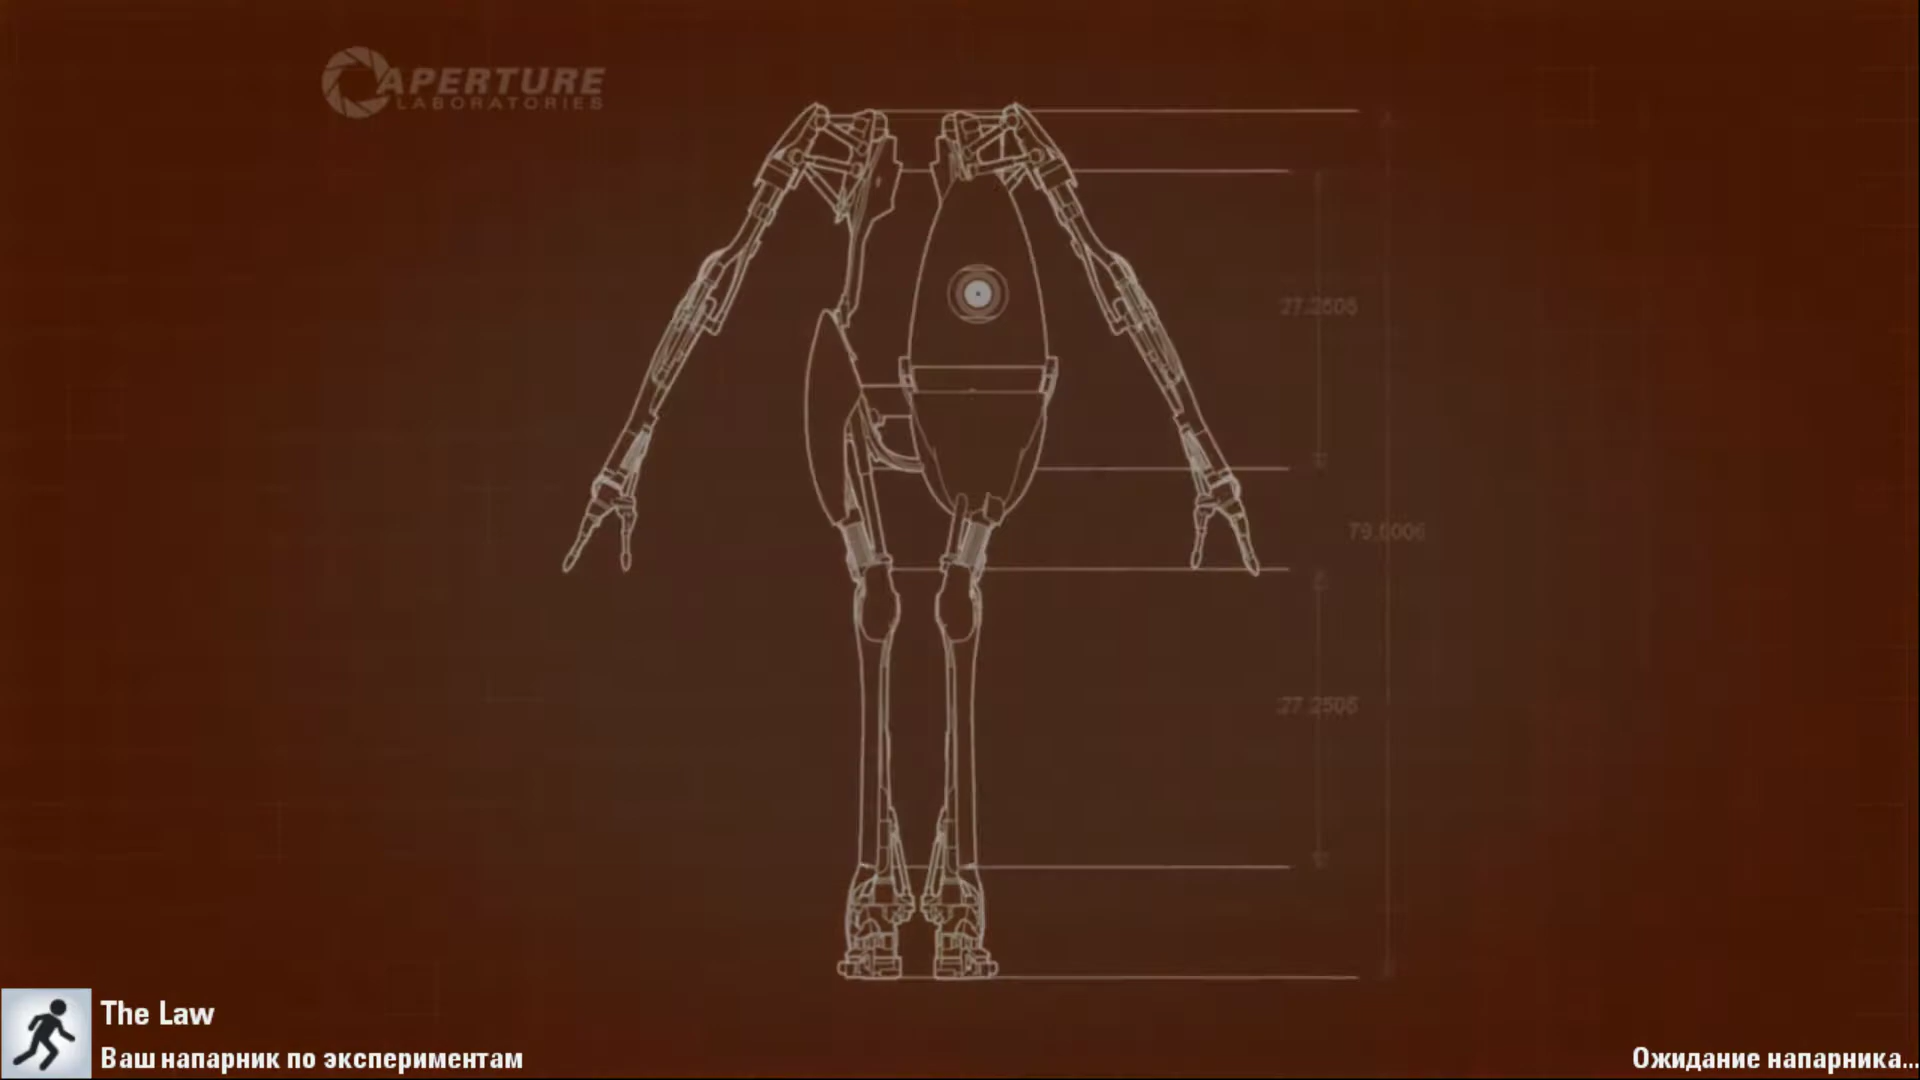 APERTURE
LABORATORIES
27.2505
79.0006
27.2505
The Law
Ваш напарник по экспериментам
Ожидание напарника...